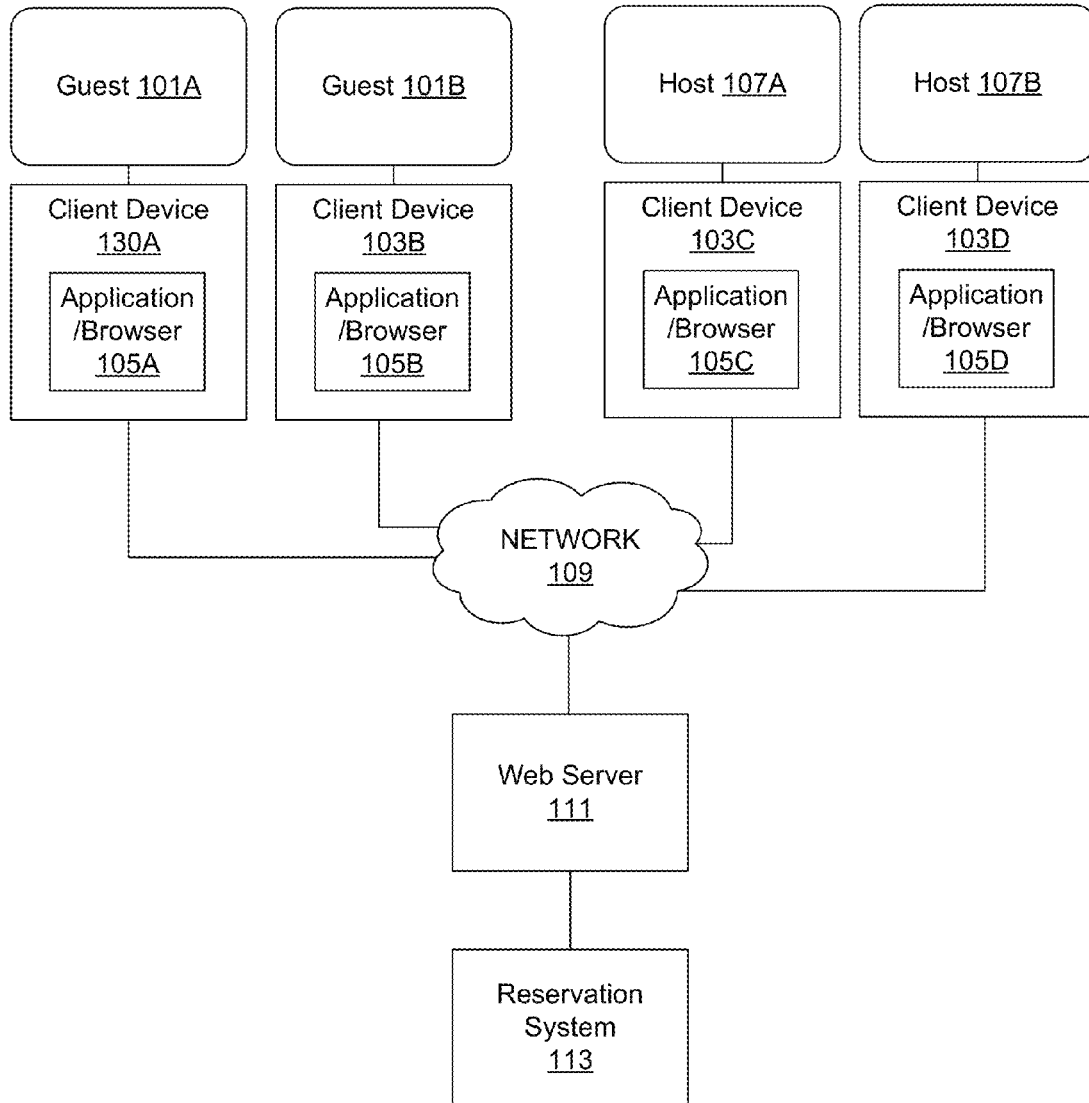 Guest 101A
Guest 101B
Host 107A
Host 107B
Client Device
130A
Application
/Browser
105A
Client Device
103B
Application
/Browser
105B
Client Device
103C
Application
/Browser
105C
Client Device
103D
Application
/Browser
105D
NETWORK
109
Web Server
111
Reservation
System
113